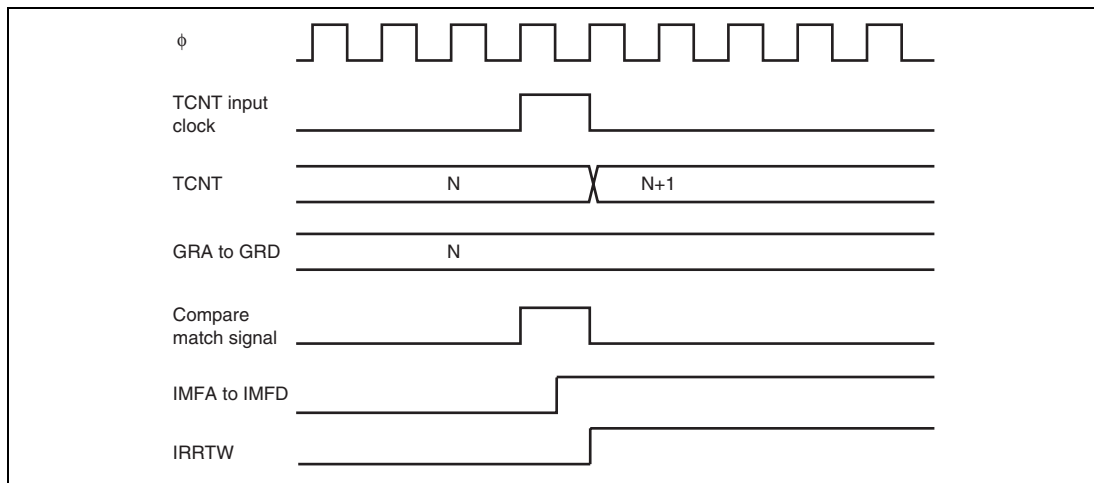 ϕ
TCNT input
clock
TCNT
N
N+1
GRA to GRD
N
Compare
match signal
IMFA to IMFD
IRRTW